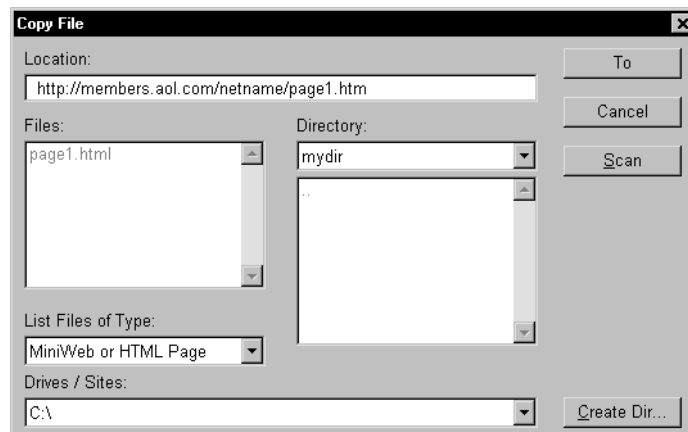 Copy File
Location:
To
http://members.aol.com/netname/page1.htm
Cancel
Files:
Directory:
page1.html
mydir
Scan
..
List Files of Type:
MiniWeb or HTML Page
Drives / Sites:
C:\
Create Dir...